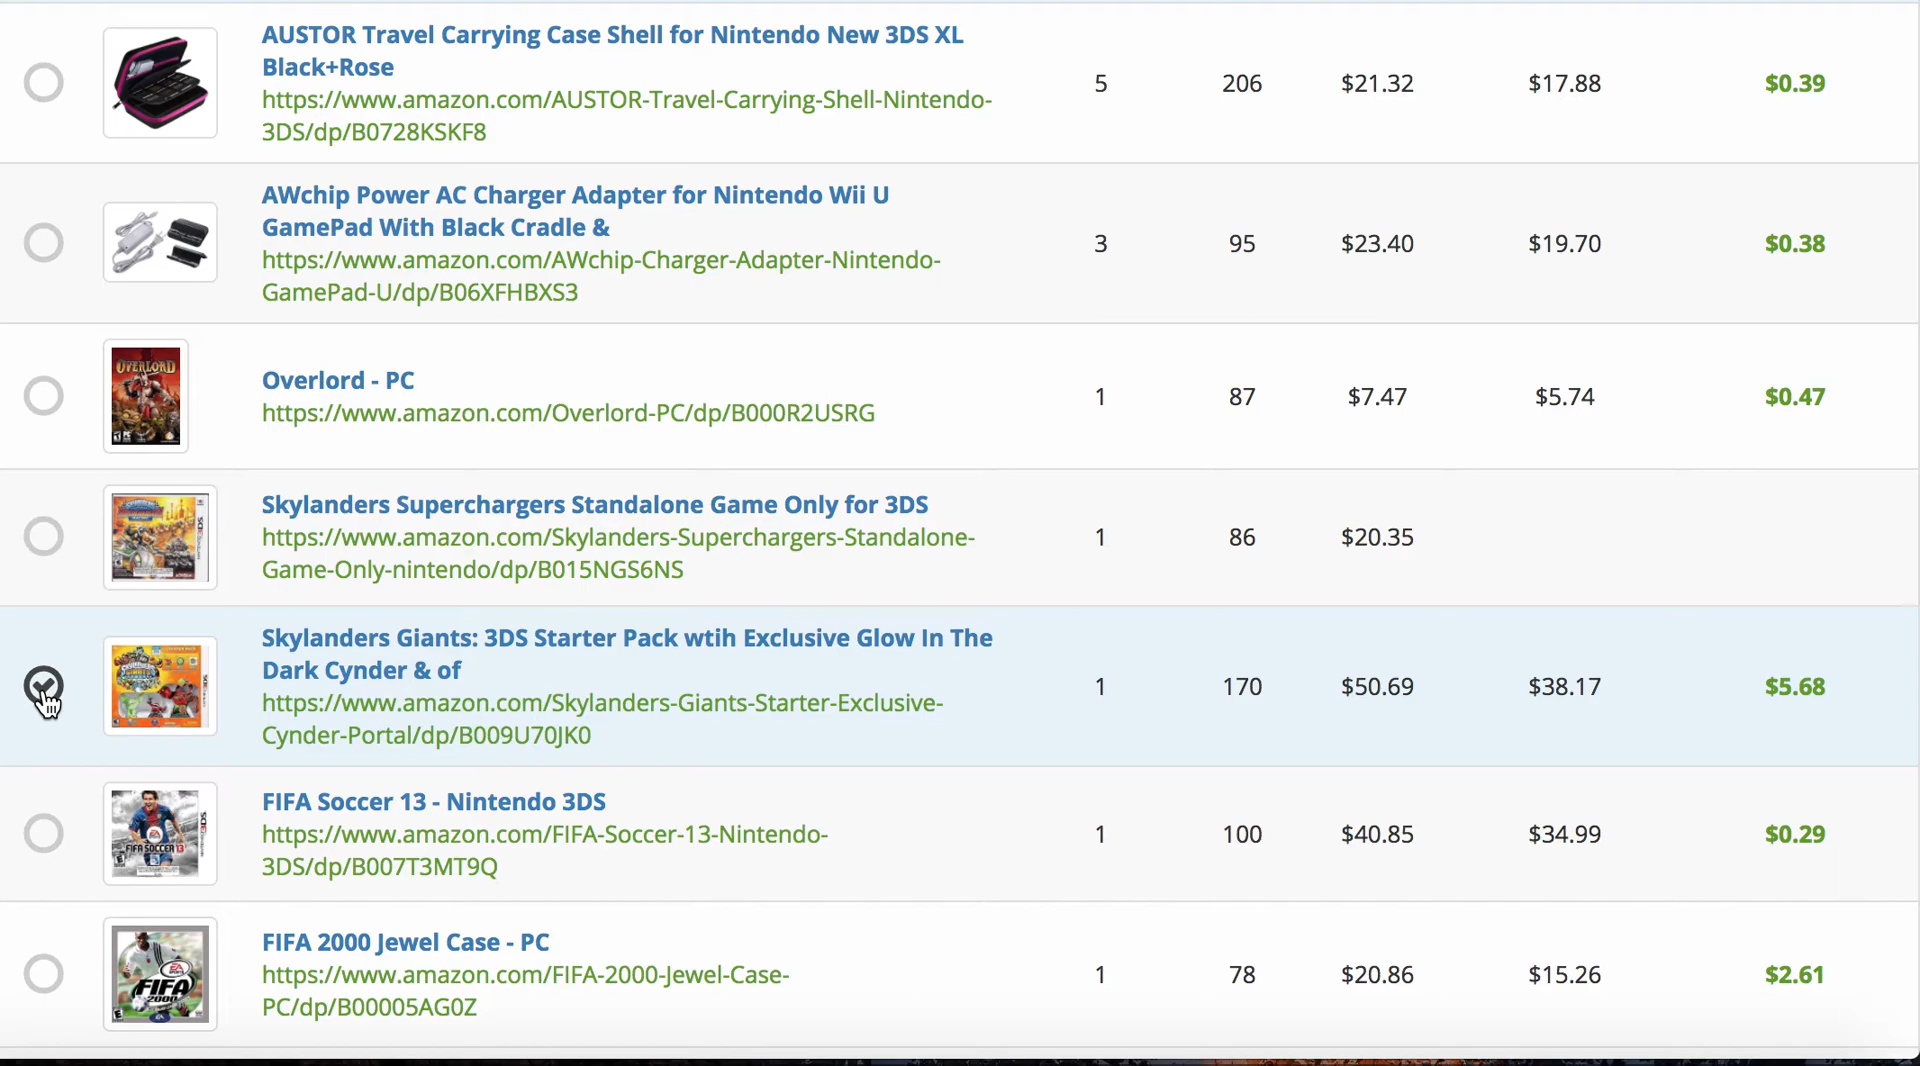 AUSTOR Travel Carrying Case Shell for Nintendo New 3DS XL
Black+Rose
https://www.amazon.com/AUSTOR-Travel-Carrying-Shell-Nintendo-
3DS/dp/B0728KSKF8
5 206 $21.32 $17.88 $0.39
AWchip Power AC Charger Adapter for Nintendo Wii U
GamePad With Black Cradle &
https://www.amazon.com/AWchip-Charger-Adapter-Nintendo-
GamePad-U/dp/B06XFHBXS3
3 95 $23.40 $19.70 $0.38
OVERLORD
Overlord - PC
https://www.amazon.com/Overlord-PC/dp/B000R2USRG
1 87 $7.47 $5.74 $0.47
Skylanders Superchargers Standalone Game Only for 3DS
https://www.amazon.com/Skylanders-Superchargers-Standalone-
Game-Only-nintendo/dp/B015NGS6NS
1 86 $20.35
Skylanders Giants: 3DS Starter Pack wtih Exclusive Glow In The
Dark Cynder & of
https://www.amazon.com/Skylanders-Giants-Starter-Exclusive-
Cynder-Portal/dp/B009U70JK0
1 170 $50.69 $38.17 $5.68
FIFA SOCCER 13
FIFA Soccer 13 - Nintendo 3DS
https://www.amazon.com/FIFA-Soccer-13-Nintendo-
3DS/dp/B007T3MT9Q
1 100 $40.85 $34.99 $0.29
EA
FIFA
2000
FIFA 2000 Jewel Case - PC
https://www.amazon.com/FIFA-2000-Jewel-Case-
PC/dp/B00005AG0Z
1 78 $20.86 $15.26 $2.61